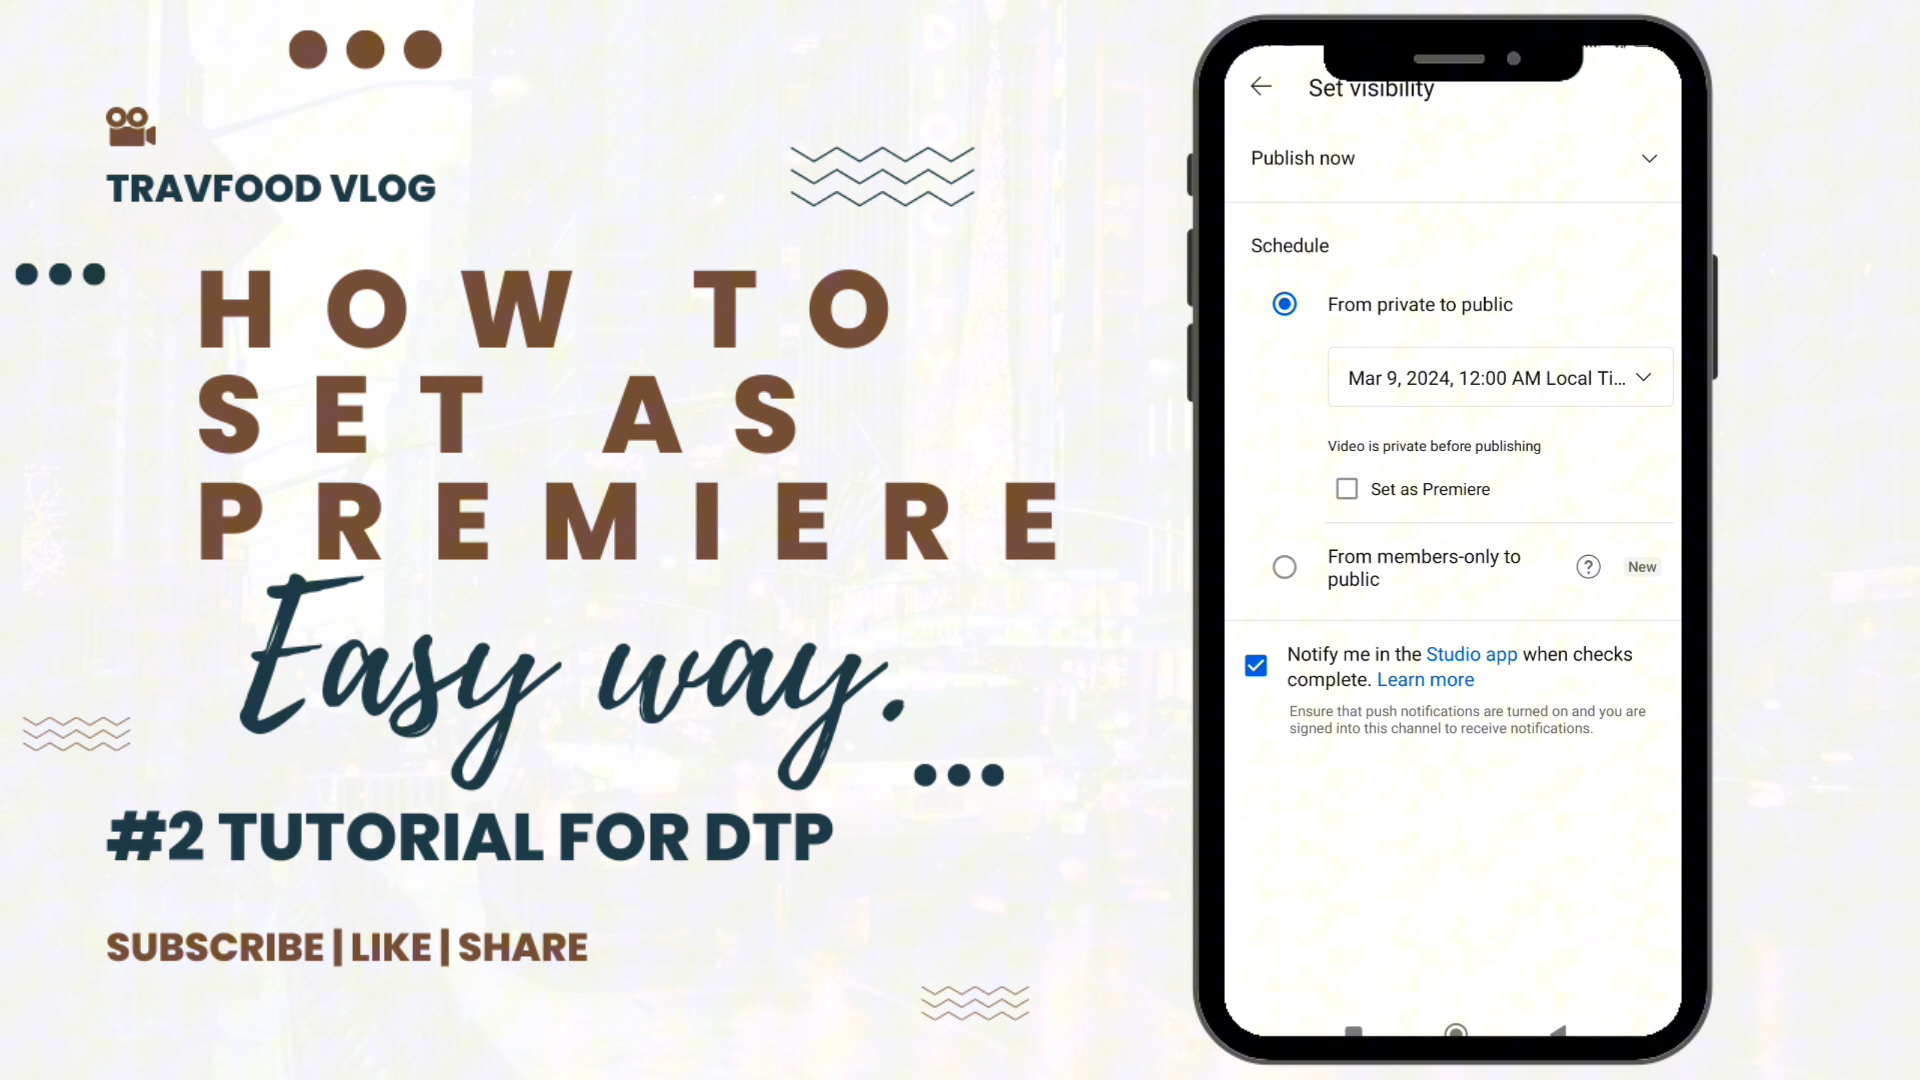 TRAVFOOD VLOG
HOW TO
SET AS
PREMIERE
Easy way.
#2 TUTORIAL FOR DTP
SUBSCRIBE | LIKE | SHARE
Set visibility
Publish now
Schedule
From private to public
Mar 9, 2024, 12:00 AM Local Ti...
Video is private before publishing
Set as Premiere
From members-only to
public
? New
Notify me in the Studio app when checks
complete. Learn more
Ensure that push notifications are turned on and you are
signed into this channel to receive notifications.